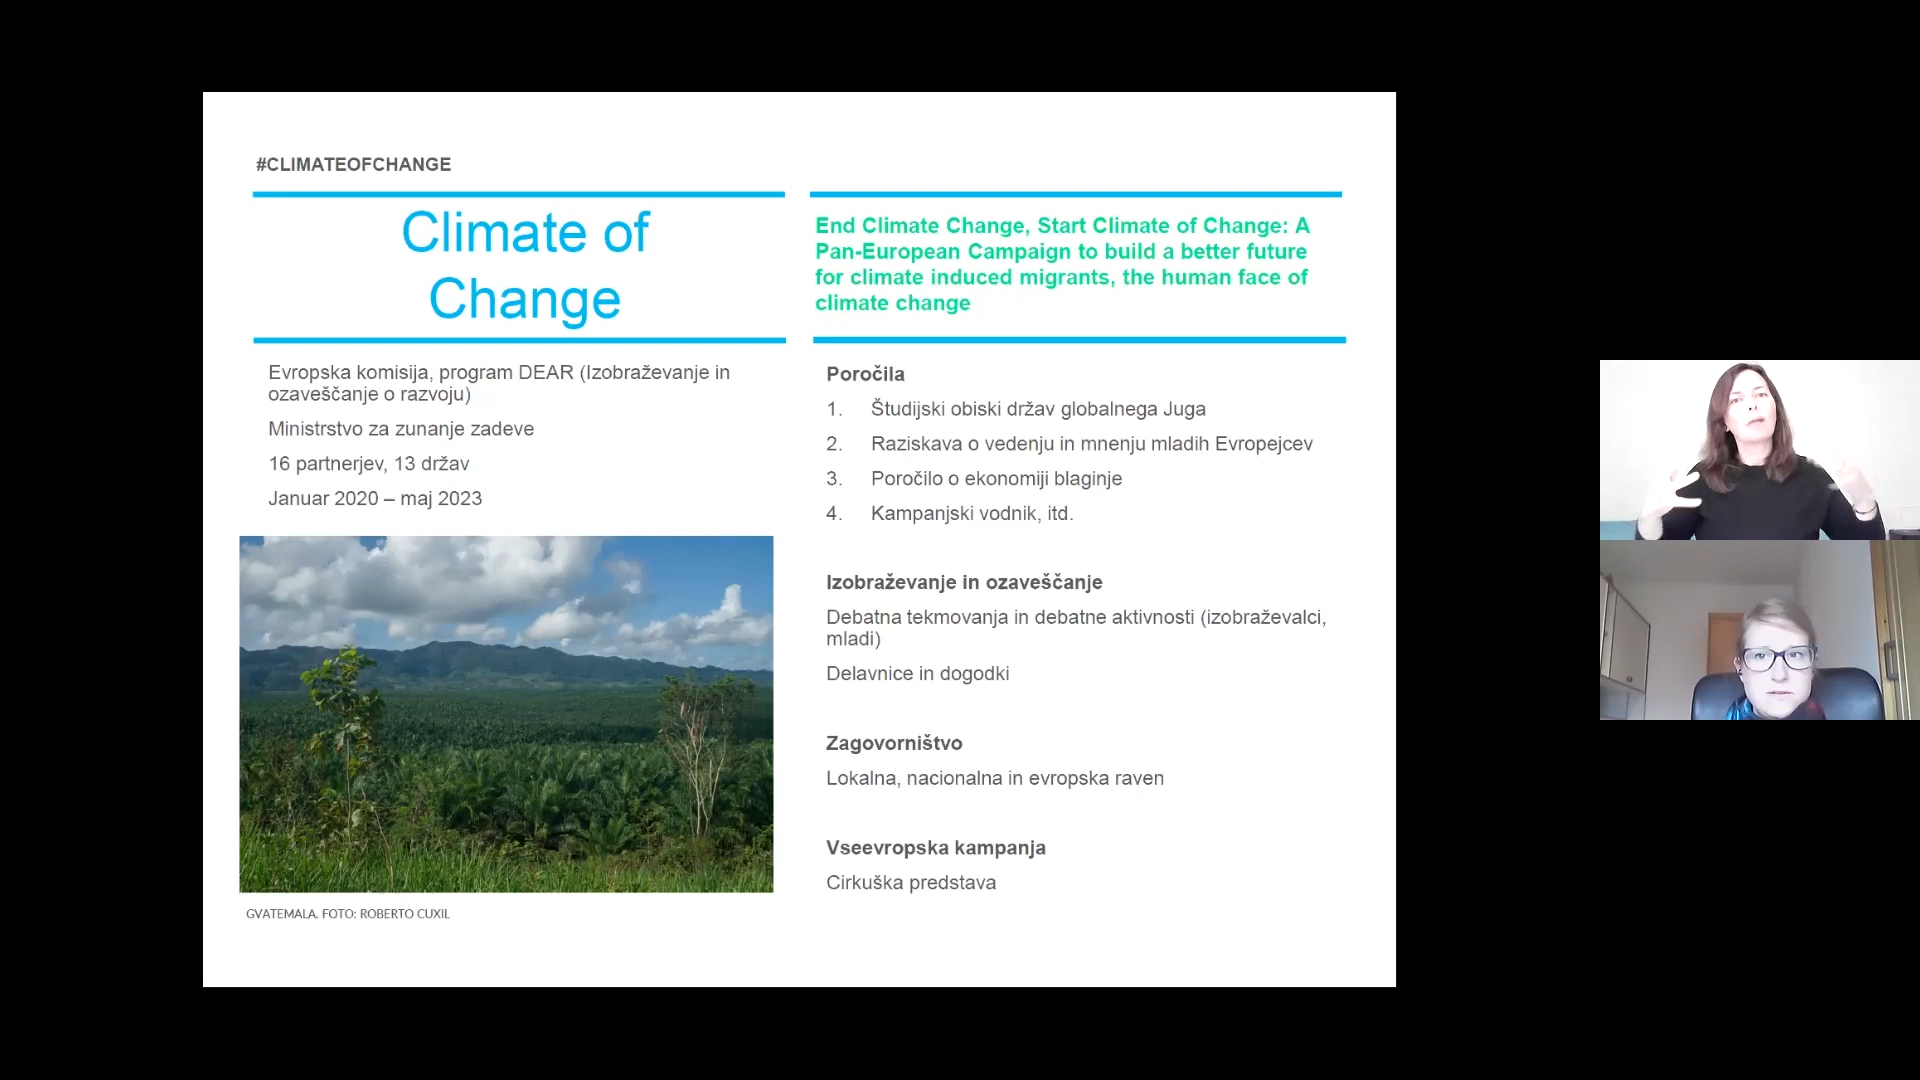 #CLIMATEOFCHANGE
Climate of
Change
Evropska komisija, program DEAR (Izobraževanje in
ozaveščanje o razvoju)
Ministrstvo za zunanje zadeve
16 partnerjev, 13 držav
Januar 2020 – maj 2023
GVATEMALA. FOTO: ROBERTO CUXIL
End Climate Change, Start Climate of Change: A
Pan-European Campaign to build a better future
for climate induced migrants, the human face of
climate change
Poročila
1. Študijski obiski držav globalnega Juga
2. Raziskava o vedenju in mnenju mladih Evropejcev
3. Poročilo o ekonomiji blaginje
4. Kampanjski vodnik, itd.
Izobraževanje in ozaveščanje
Debatna tekmovanja in debatne aktivnosti (izobraževalci,
mladi)
Delavnice in dogodki
Zagovorništvo
Lokalna, nacionalna in evropska raven
Vseevropska kampanja
Cirkuška predstava